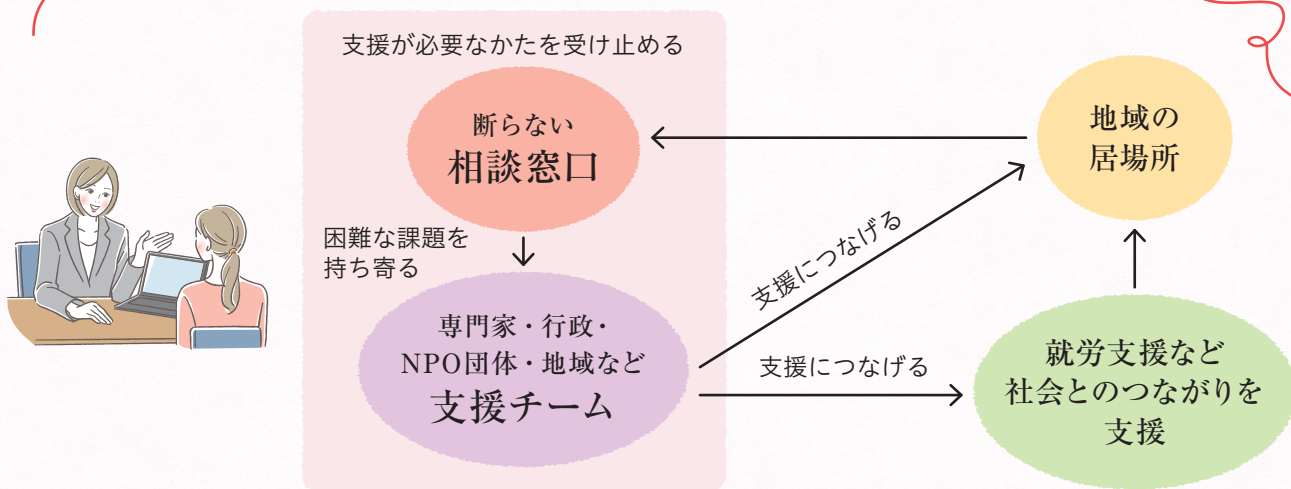 支援が必要なかたを受け止める
断らない
相談窓口
困難な課題を
持ち寄る
専門家・行政・
NPO団体・地域など
支援チーム
支援につなげる
支援につなげる
地域の
居場所
就労支援など
社会とのつながりを
支援